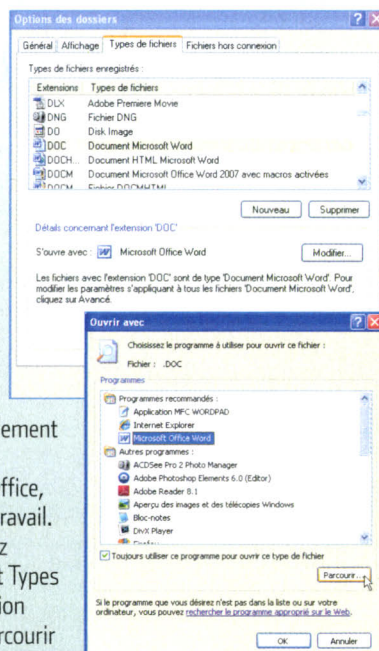 Options des dossiers
Général Affichage Types de fichiers Fichiers hors connexion
Types de fichiers enregistrés :
Extensions Types de fichiers
DLX Adobe Premiere Movie
DNG Fichier DNG
DO Disk Image
DOC Document Microsoft Word
DOCH... Document HTML Microsoft Word
DOCM Document Microsoft Office Word 2007 avec macros activées
DOCM Fichier DOCMHTML
Nouveau Supprimer
Détails concernant l'extension 'DOC'
S'ouvre avec : Microsoft Office Word Modifier...
Les fichiers avec l'extension 'DOC' sont de type 'Document Microsoft Word'. Pour
modifier les paramètres s'appliquant à tous les fichiers 'Document Microsoft Word',
cliquez sur Avancé.
Ouvrir avec
Choisissez le programme à utiliser pour ouvrir ce fichier :
Fichier : .DOC
Programmes
Programmes recommandés :
Application MFC WORDPAD
Internet Explorer
Microsoft Office Word
Autres programmes :
ACDSee Pro 2 Photo Manager
Adobe Photoshop Elements 6.0 (Editor)
Adobe Reader 8.1
Aperçu des images et des télécopies Windows
Bloc-notes
DivX Player
Toujours utiliser ce programme pour ouvrir ce type de fichier
Parcourir...
Si le programme que vous désirez n'est pas dans la liste ou sur votre
ordinateur, vous pouvez rechercher le programme approprié sur le Web.
OK Annuler
ement
ffice,
ravail.
z
t Types
ion
rcourir